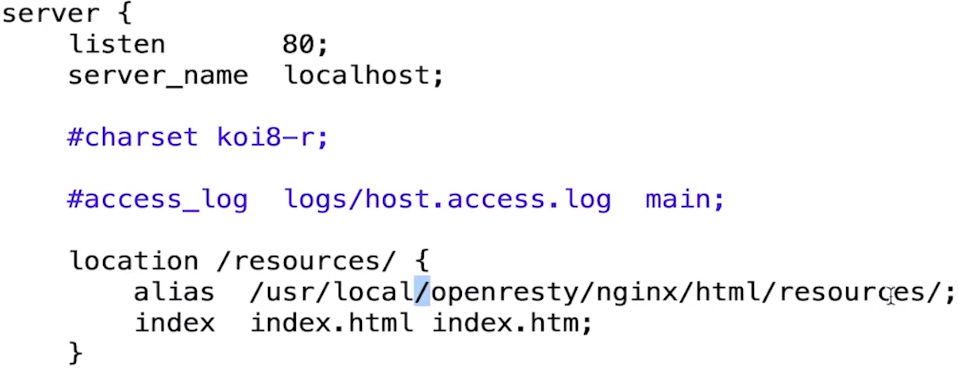 server {
    listen       80;
    server_name  localhost;
    #charset koi8-r;
    #access_log  logs/host.access.log  main;
    location /resources/ {
        alias  /usr/local/openresty/nginx/html/resources/;
        index  index.html index.htm;
    }